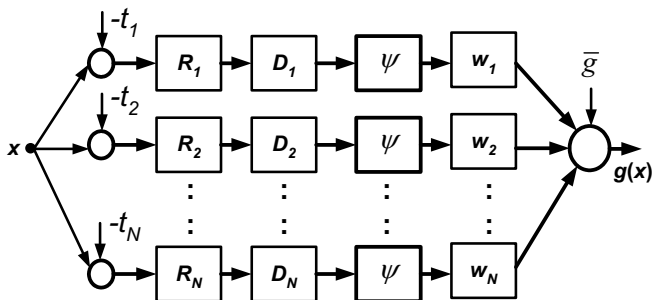 -t1
R1 D1 ψ w1
g̅
-t2
x R2 D2 ψ w2
g(x)
-tN
RN DN ψ wN